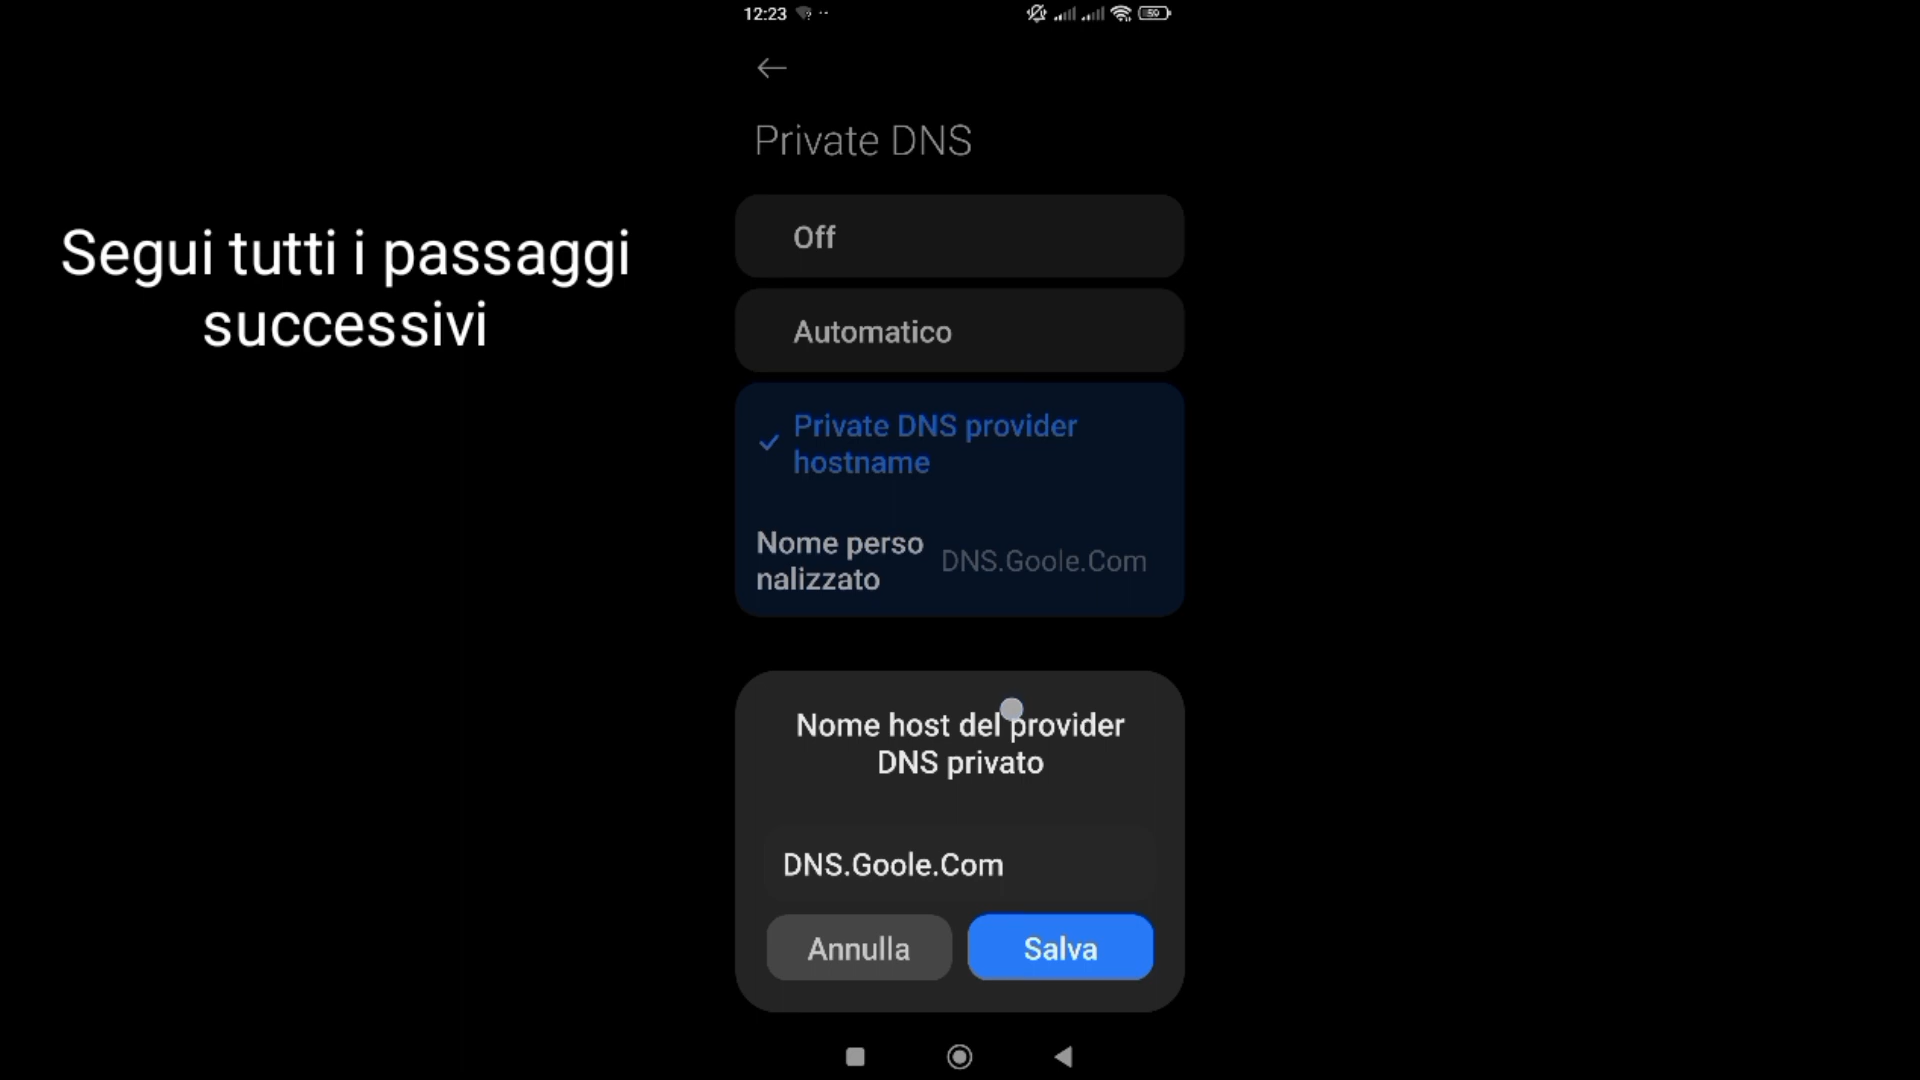 12:23
59
Private DNS
Segui tutti i passaggi
successivi
Off
Automatico
Private DNS provider
hostname
Nome perso
nalizzato
DNS.Goole.Com
Nome host del provider
DNS privato
DNS.Goole.Com
Annulla
Salva